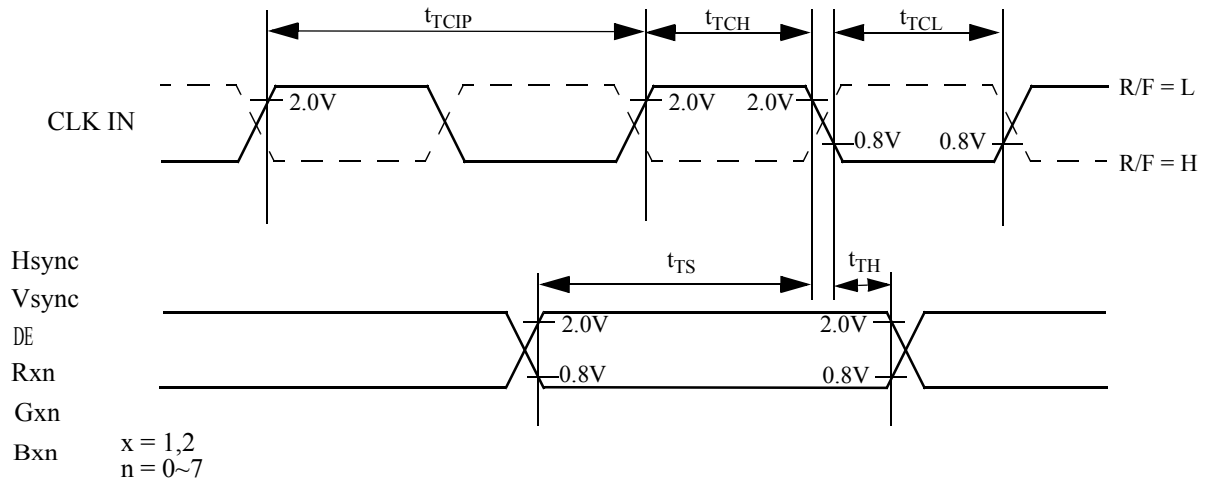 tTCIP
tTCH
tTCL
CLK IN
2.0V
2.0V
2.0V
0.8V
0.8V
R/F = L
R/F = H
Hsync
Vsync
DE
Rxn
Gxn
Bxn
x = 1,2
n = 0~7
tTS
tTH
2.0V
2.0V
0.8V
0.8V